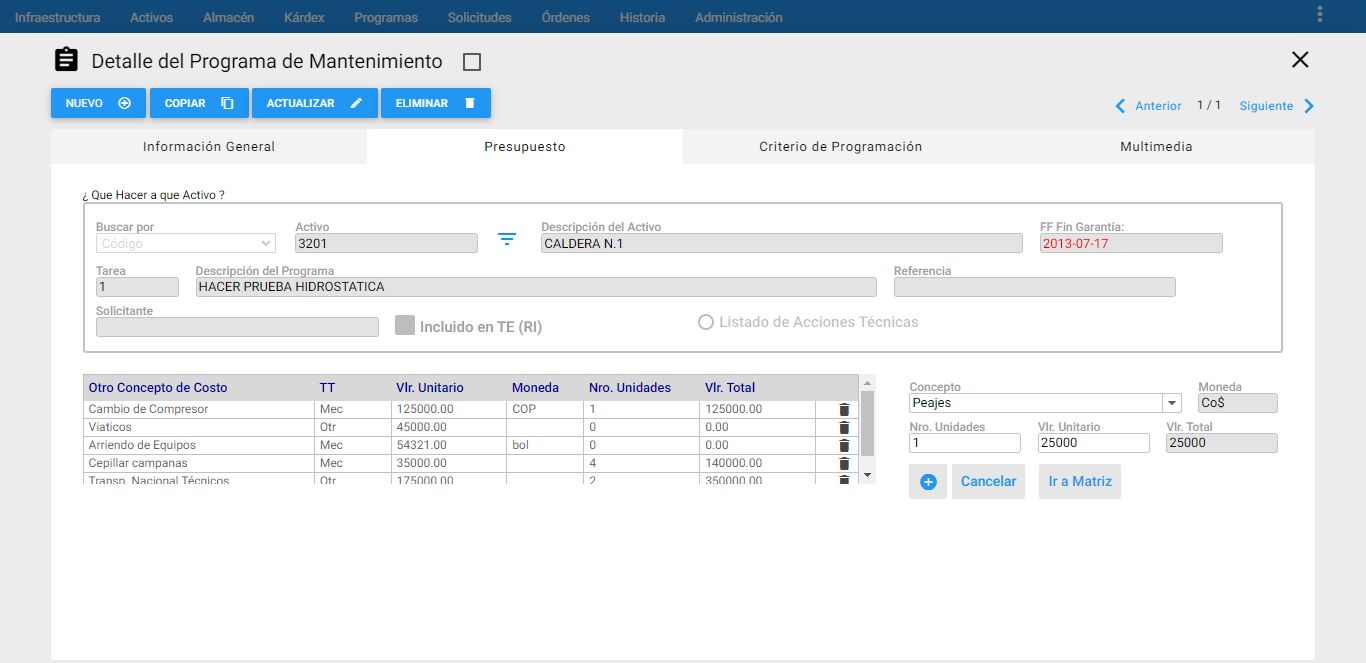 Infraestructura Activos Almacén Kárdex Programas Solicitudes Órdenes Historia Administración
Detalle del Programa de Mantenimiento
NUEVO COPIAR ACTUALIZAR ELIMINAR
Anterior 1 / 1 Siguiente
Información General Presupuesto Criterio de Programación Multimedia
¿ Que Hacer a que Activo ?
Buscar por Activo Descripción del Activo FF Fin Garantía:
Código 3201 CALDERA N.1 2013-07-17
Tarea Descripción del Programa Referencia
1 HACER PRUEBA HIDROSTATICA
Solicitante
Incluido en TE (RI) Listado de Acciones Técnicas
Otro Concepto de Costo TT Vlr. Unitario Moneda Nro. Unidades Vlr. Total
Cambio de Compresor Mec 125000.00 COP 1 125000.00
Viaticos Otr 45000.00 0 0.00
Arriendo de Equipos Mec 54321.00 bol 0 0.00
Cepillar campanas Mec 35000.00 4 140000.00
Transp. Nacional Técnicos Otr 175000.00 2 350000.00
Concepto Moneda
Peajes Co$
Nro. Unidades Vlr. Unitario Vlr. Total
1 25000 25000
Cancelar Ir a Matriz